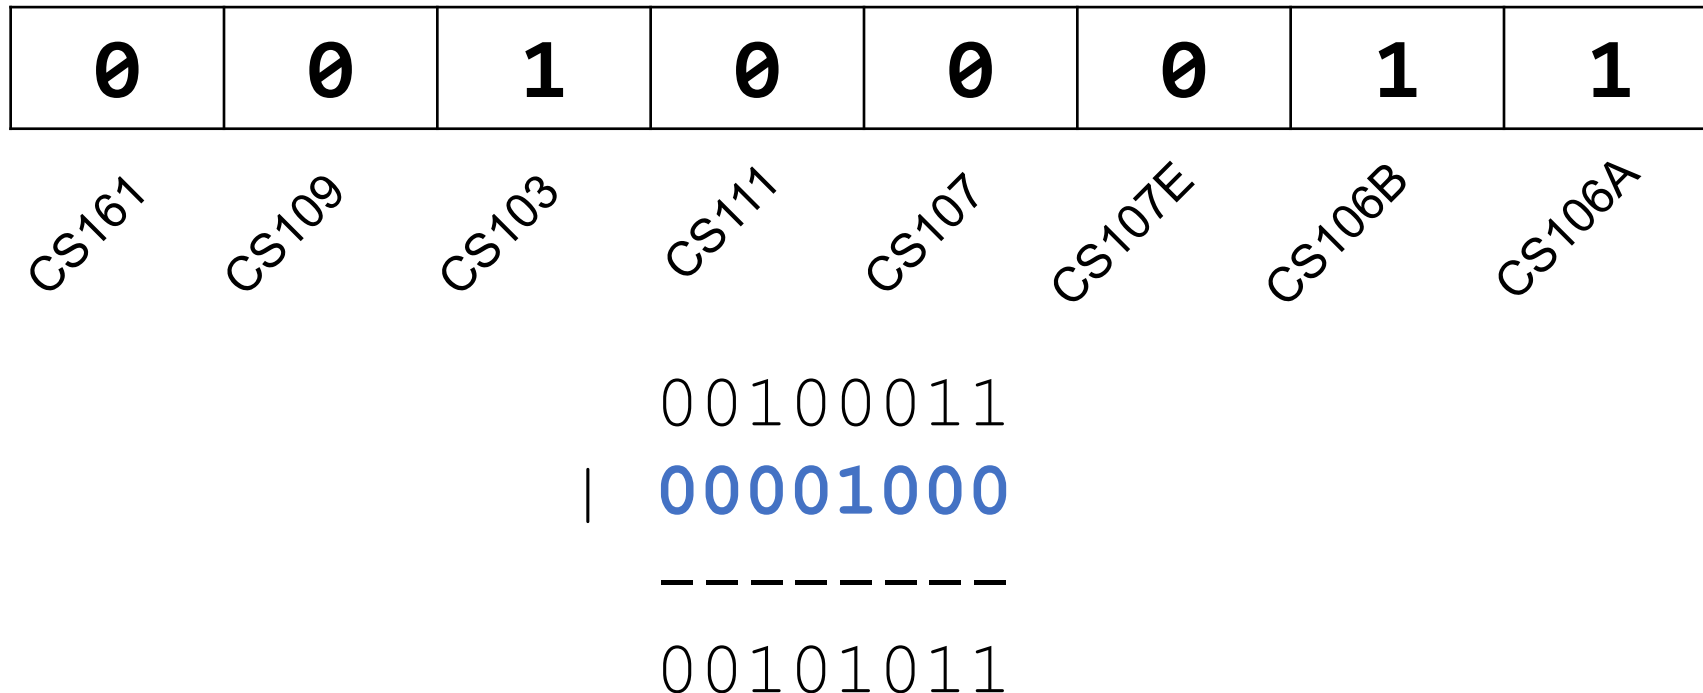 0 0 1 0 0 0 1 1
CS161 CS109 CS103 CS111 CS107 CS107E CS106B CS106A
00100011
| 00001000
--------
00101011